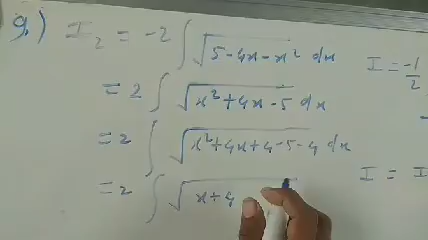 9.) I₂ = -2 ∫ √(5-4x-x²) dx
= 2 ∫ √(x²+4x-5) dx
= 2 ∫ √(x²+4x+4-5-4) dx
= 2 ∫ √(x+4
I = -1/2
I = I